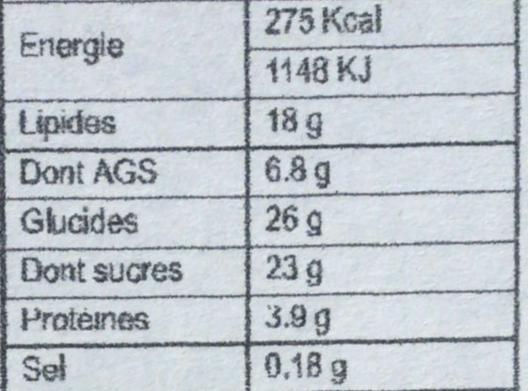 Energie 275 Kcal
1148 KJ
Lipides 18 g
Dont AGS 6.8 g
Glucides 26 g
Dont sucres 23 g
Protéines 3.9 g
Sel 0,18 g